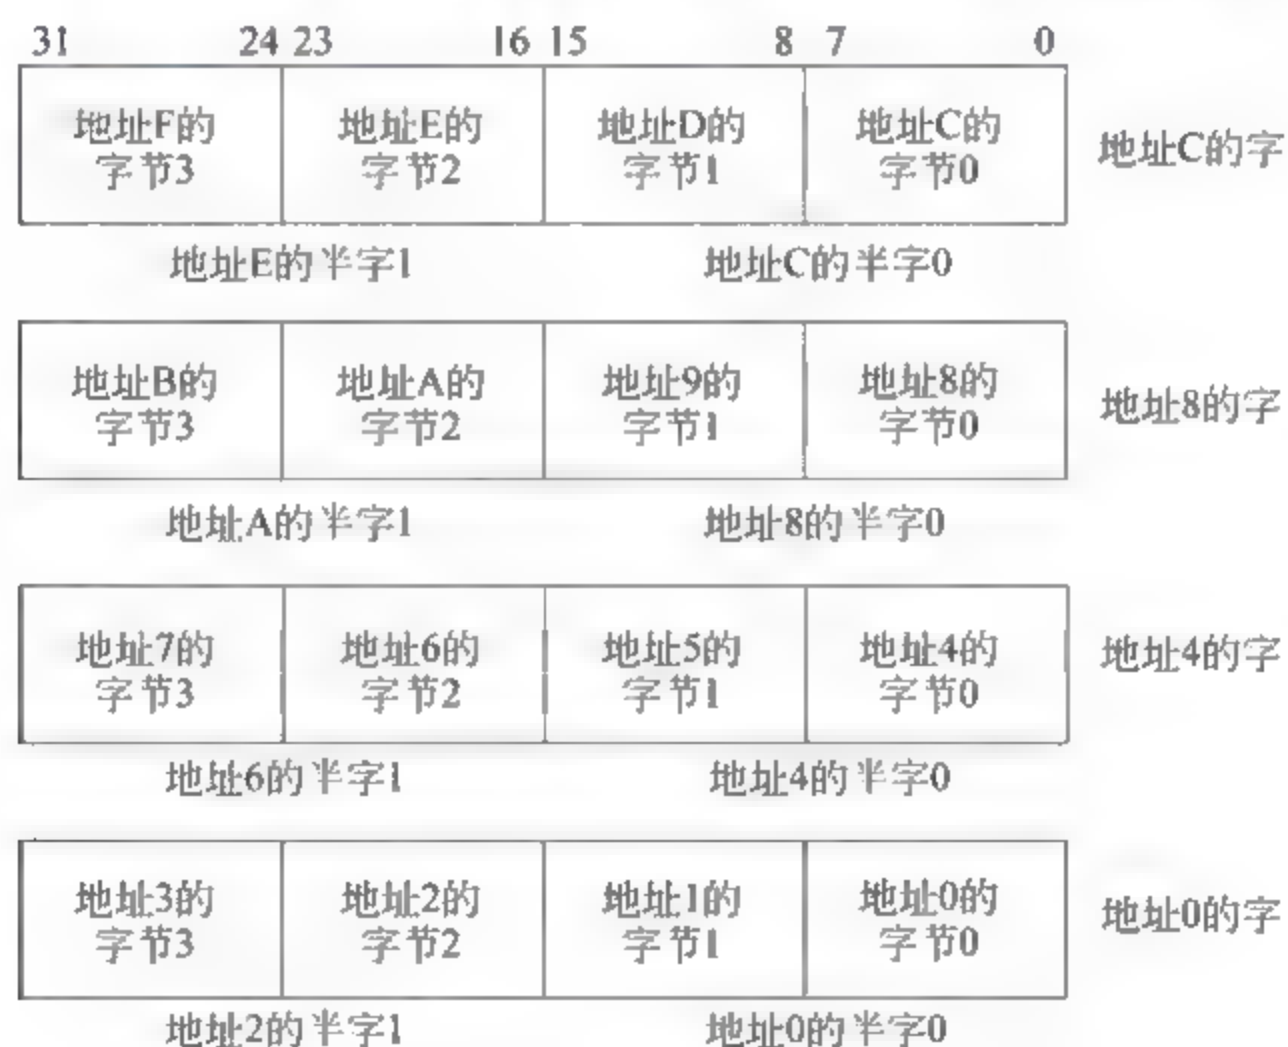 31 24 23 16 15 8 7 0
地址F的
字节3
地址E的
字节2
地址D的
字节1
地址C的
字节0
地址C的字
地址E的半字1
地址C的半字0
地址B的
字节3
地址A的
字节2
地址9的
字节1
地址8的
字节0
地址8的字
地址A的半字1
地址8的半字0
地址7的
字节3
地址6的
字节2
地址5的
字节1
地址4的
字节0
地址4的字
地址6的半字1
地址4的半字0
地址3的
字节3
地址2的
字节2
地址1的
字节1
地址0的
字节0
地址0的字
地址2的半字1
地址0的半字0